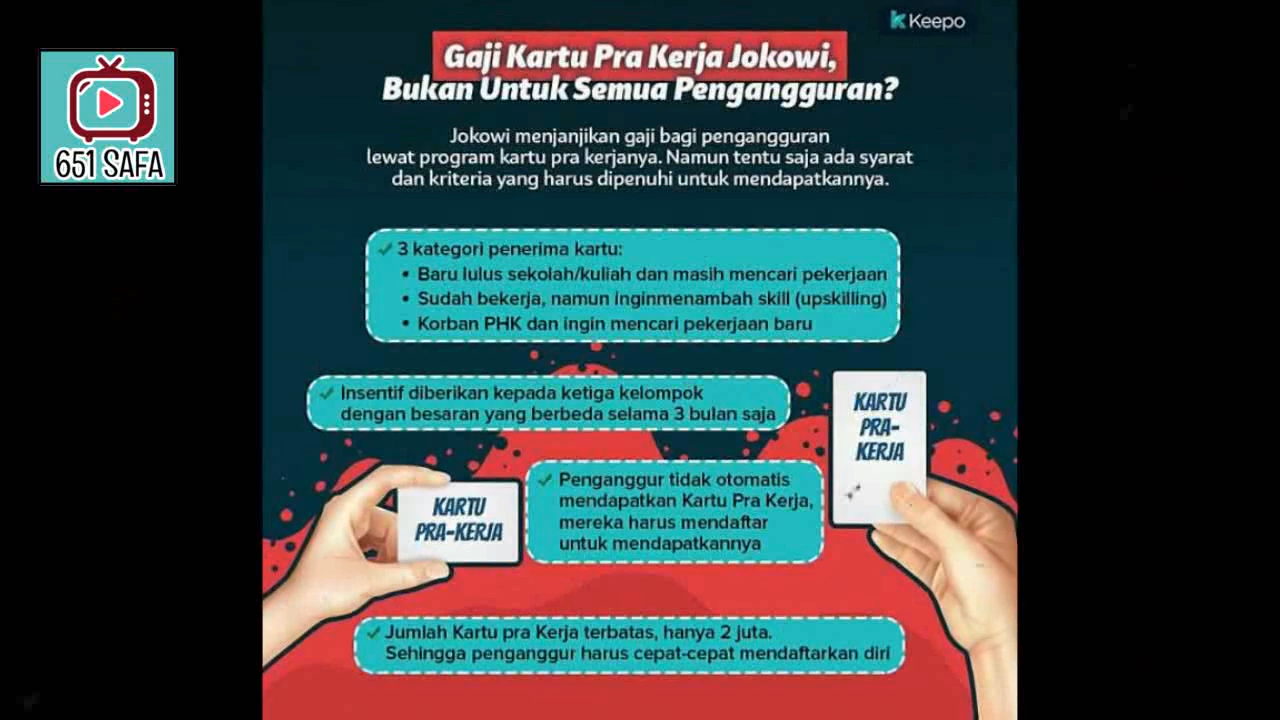 Keepo
651 SAFA
Gaji Kartu Pra Kerja Jokowi,
Bukan Untuk Semua Pengangguran?
Jokowi menjanjikan gaji bagi pengangguran
lewat program kartu pra kerjanya. Namun tentu saja ada syarat
dan kriteria yang harus dipenuhi untuk mendapatkannya.
3 kategori penerima kartu:
• Baru lulus sekolah/kuliah dan masih mencari pekerjaan
• Sudah bekerja, namun inginmenambah skill (upskilling)
• Korban PHK dan ingin mencari pekerjaan baru
Insentif diberikan kepada ketiga kelompok
dengan besaran yang berbeda selama 3 bulan saja
KARTU
PRA-
KERJA
Penganggur tidak otomatis
mendapatkan Kartu Pra Kerja,
mereka harus mendaftar
untuk mendapatkannya
KARTU
PRA-KERJA
Jumlah Kartu pra Kerja terbatas, hanya 2 juta.
Sehingga penganggur harus cepat-cepat mendaftarkan diri